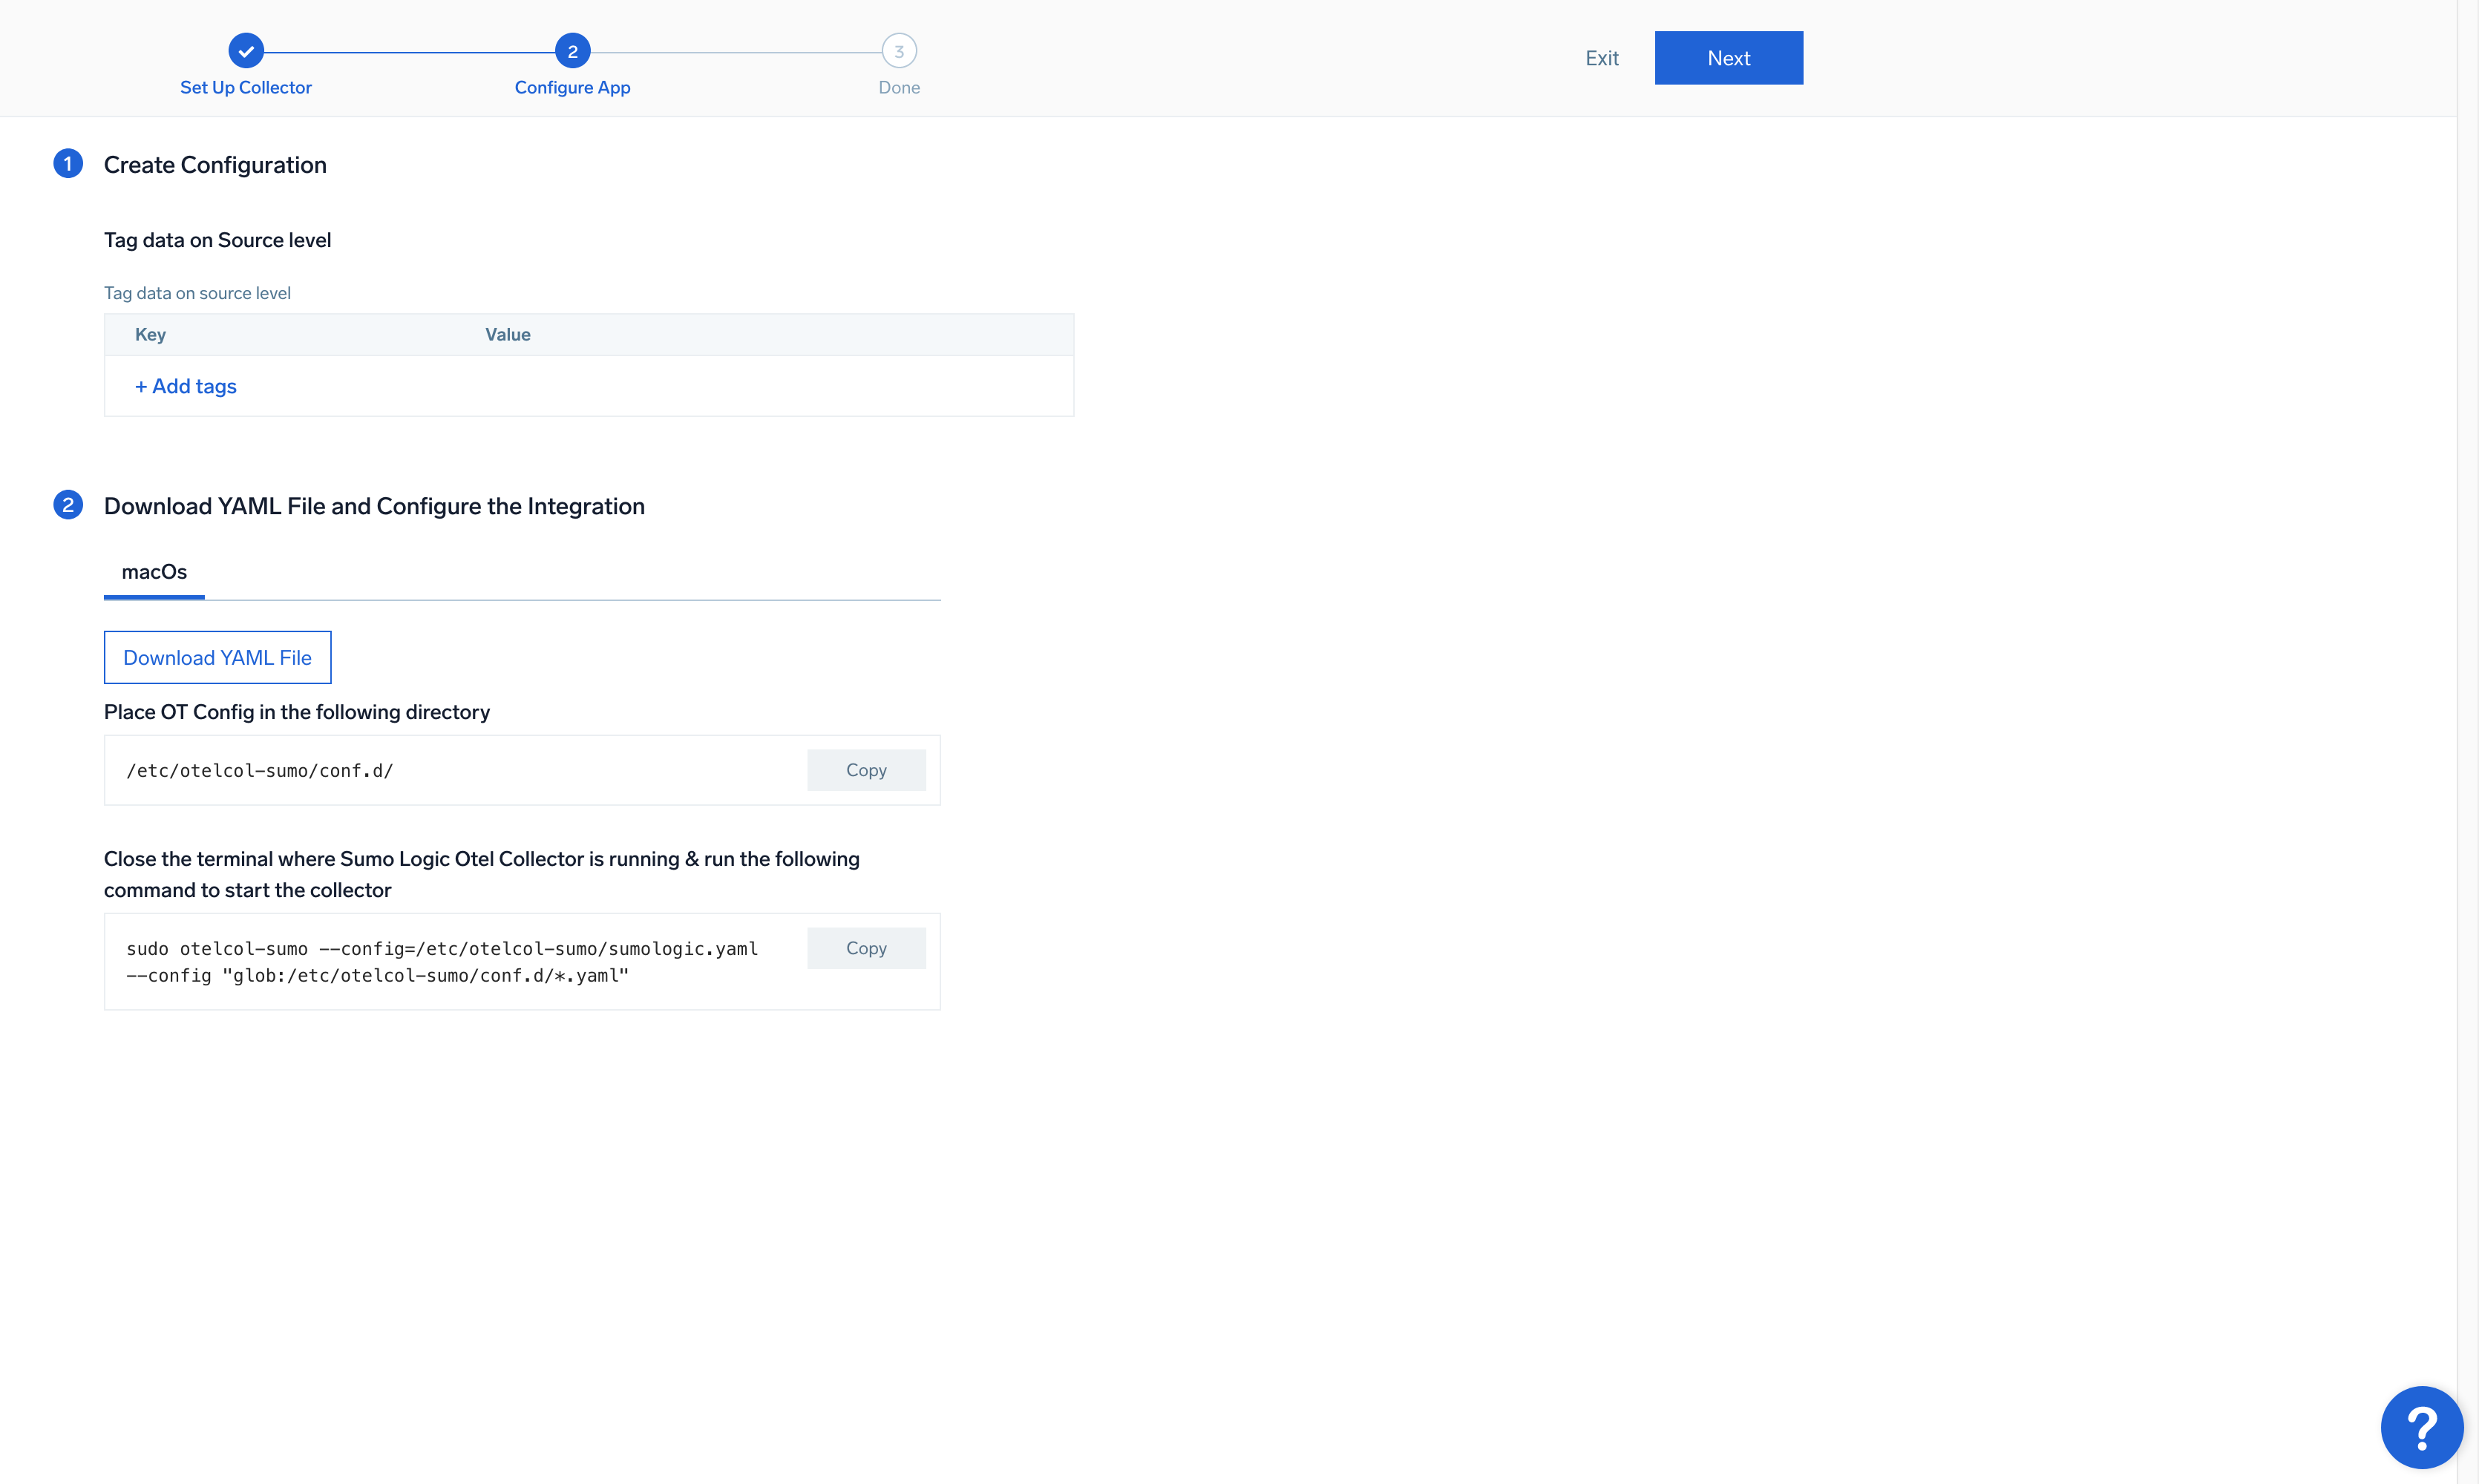 2
3
Exit
Next
Set Up Collector
Configure App
Done
1
Create Configuration
Tag data on Source level
Tag data on source level
Key
Value
+ Add tags
2
Download YAML File and Configure the Integration
macOs
Download YAML File
Place OT Config in the following directory
/etc/otelcol-sumo/conf.d/
Copy
Close the terminal where Sumo Logic Otel Collector is running & run the following
command to start the collector
sudo otelcol-sumo --config=/etc/otelcol-sumo/sumologic.yaml
Copy
--config "glob:/etc/otelcol-sumo/conf.d/*.yaml"
?